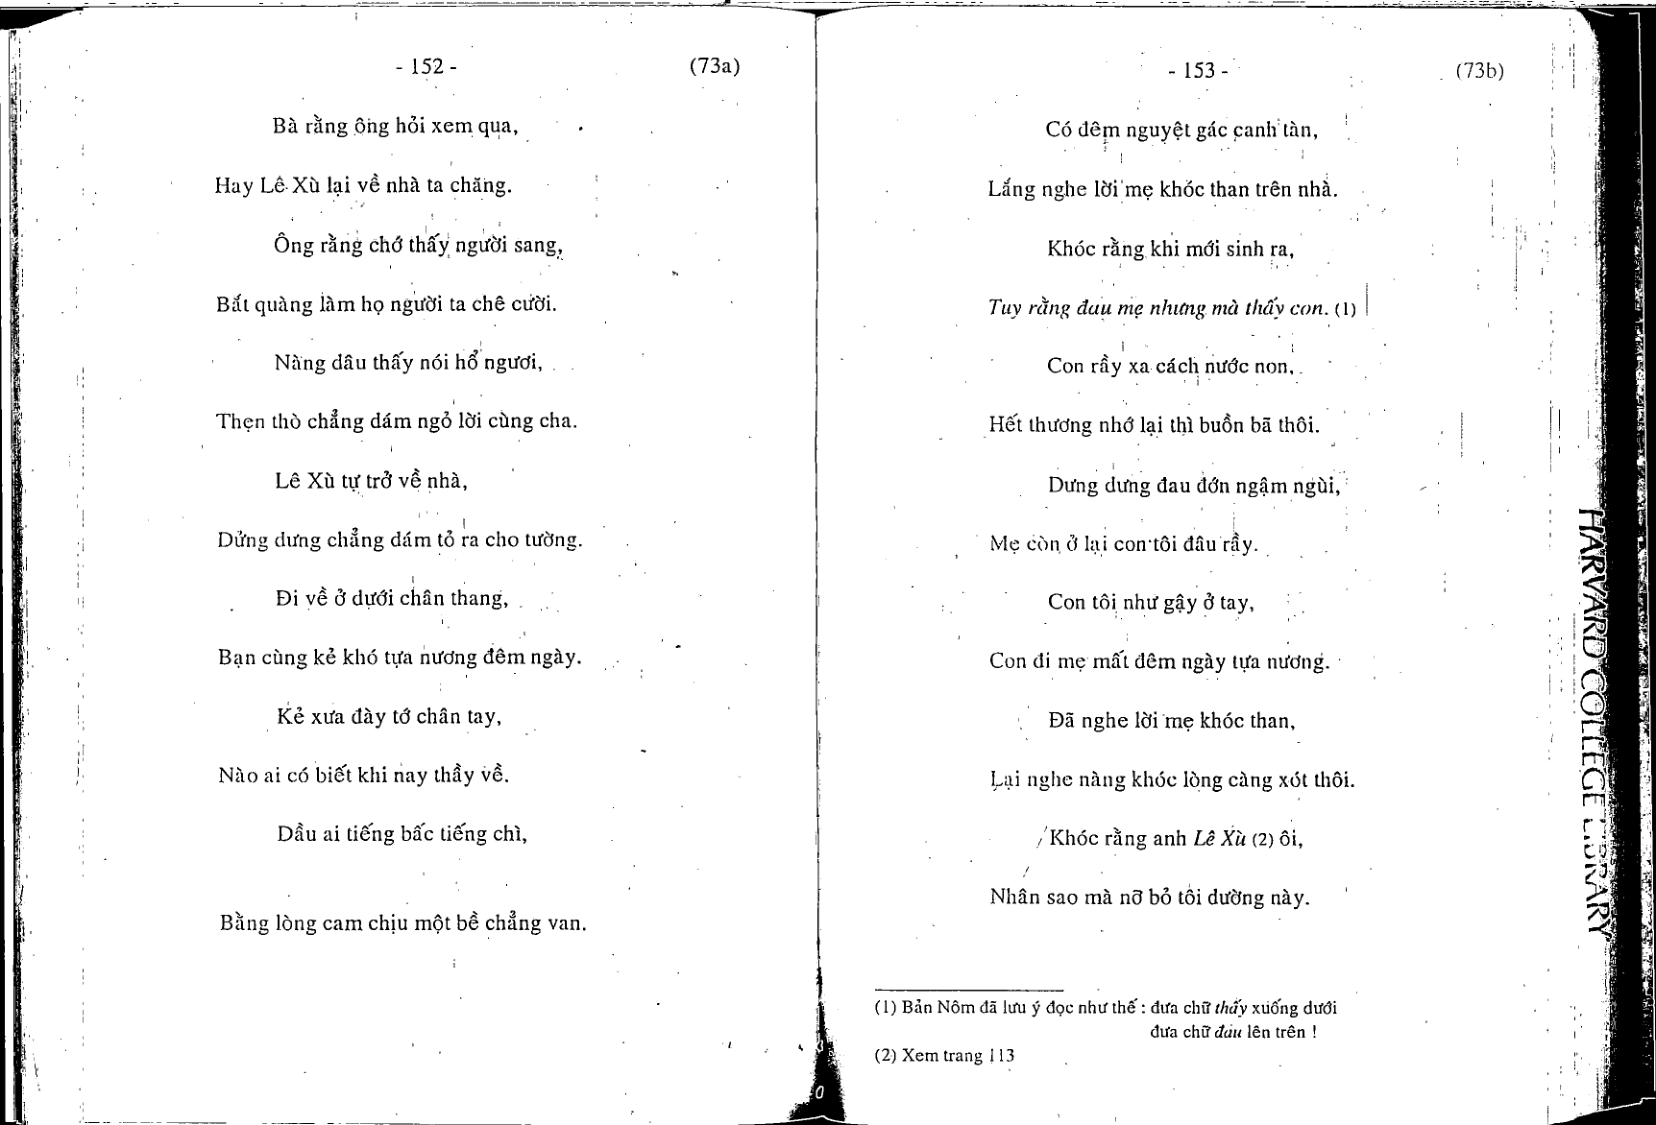 - 152 -
(73a)
Bà rằng ông hỏi xem qua,
Hay Lê Xù lại về nhà ta chăng.
Ông rằng chớ thấy người sang,
Bắt quàng làm họ người ta chê cười.
Nàng dâu thấy nói hổ ngươi,
Thẹn thò chẳng dám ngỏ lời cùng cha.
Lê Xù tự trở về nhà,
Dửng dưng chẳng dám tỏ ra cho tường.
Đi về ở dưới chân thang,
Bạn cùng kẻ khó tựa nương đêm ngày.
Kẻ xưa đày tớ chân tay,
Nào ai có biết khi nay thầy về.
Dầu ai tiếng bấc tiếng chì,
Bằng lòng cam chịu một bề chẳng van.
- 153 -
(73b)
Có đêm nguyệt gác canh tàn,
Lắng nghe lời mẹ khóc than trên nhà.
Khóc rằng khi mới sinh ra,
Tuy rằng đau mẹ nhưng mà thấy con. (1)
Con rầy xa cách nước non,
Hết thương nhớ lại thì buồn bã thôi.
Dưng dưng đau đớn ngậm ngùi,
Mẹ còn ở lại con tôi đâu rầy.
Con tôi như gậy ở tay,
Con đi mẹ mất đêm ngày tựa nương.
Đã nghe lời mẹ khóc than,
Lại nghe nàng khóc lòng càng xót thôi.
Khóc rằng anh Lê Xù (2) ôi,
Nhân sao mà nỡ bỏ tôi dường này.
(1) Bản Nôm đã lưu ý đọc như thế : đưa chữ thấy xuống dưới
đưa chữ đau lên trên !
(2) Xem trang 113
HARVARD COLLEGE LIBRARY